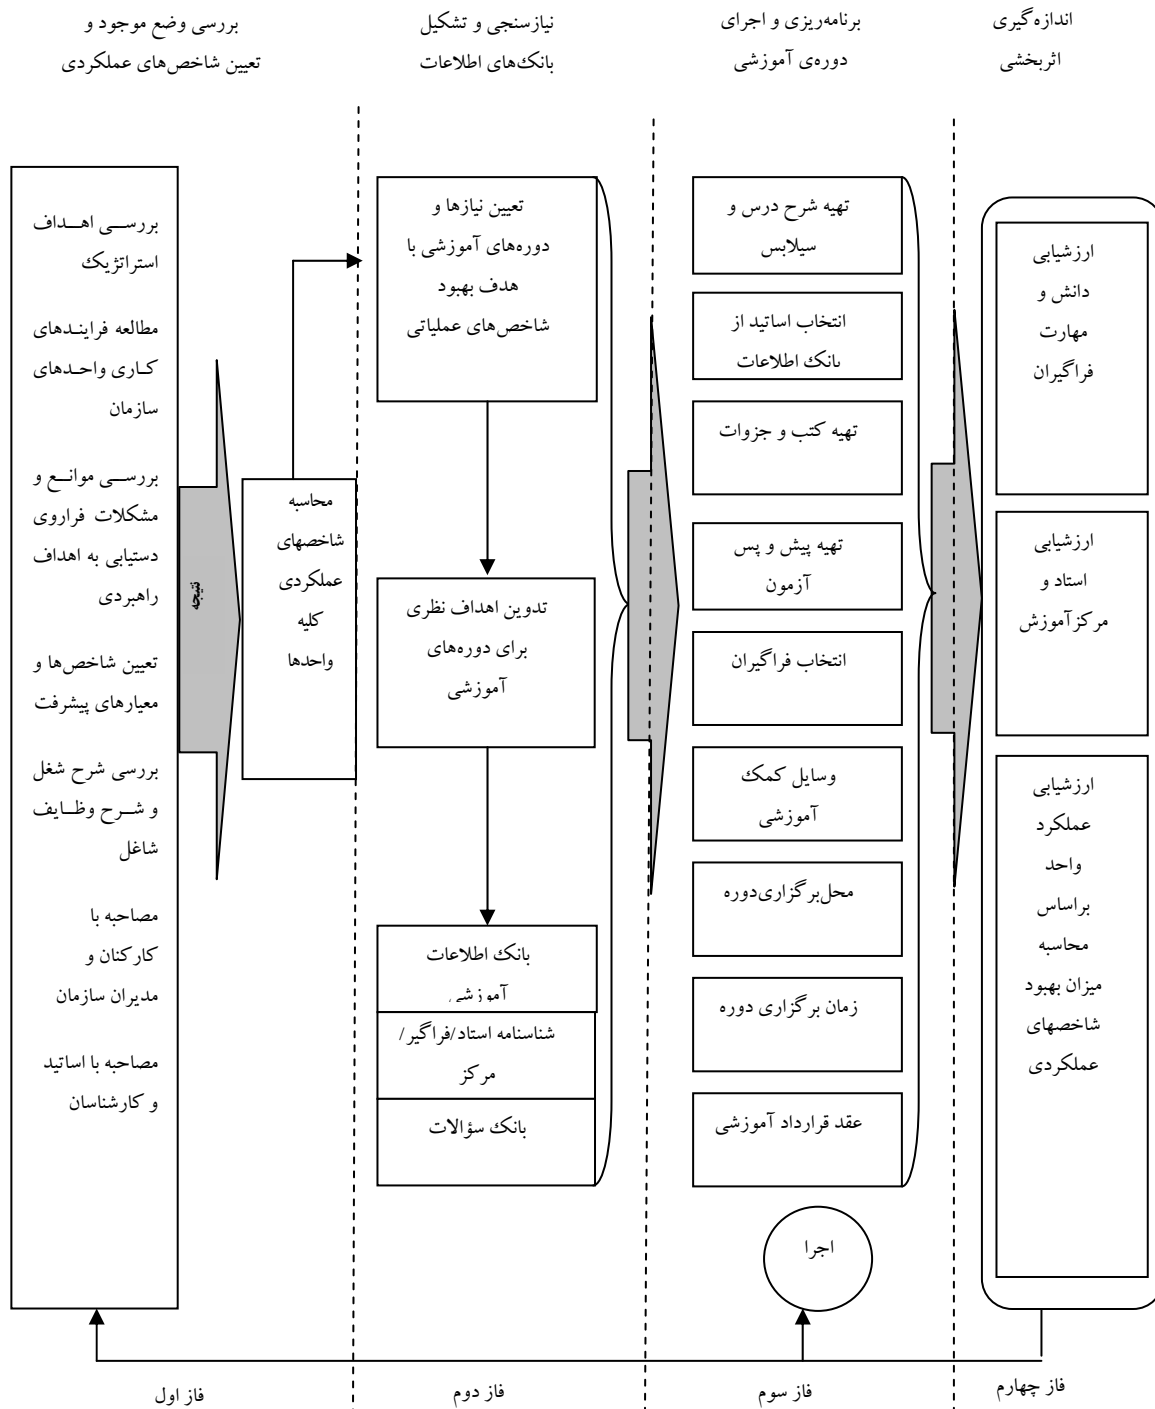 بررسی وضع موجود و
تعیین شاخص‌های عملکردی
نیازسنجی و تشکیل
بانک‌های اطلاعات
برنامه‌ریزی و اجرای
دوره‌ی آموزشی
اندازه‌گیری
اثربخشی
بررسی اهداف
استراتژیک
مطالعه فرایندهای
کاری واحدهای
سازمان
بررسی موانع و
مشکلات فراروی
دستیابی به اهداف
راهبردی
تعیین شاخص‌ها و
معیارهای پیشرفت
بررسی شرح شغل
و شرح وظایف
شاغل
مصاحبه با
کارکنان و
مدیران سازمان
مصاحبه با اساتید
و کارشناسان
نتیجه
محاسبه
شاخصهای
عملکردی
کلیه
واحدها
تعیین نیازها و
دوره‌های آموزشی با
هدف بهبود
شاخص‌های عملیاتی
تدوین اهداف نظری
برای دوره‌های
آموزشی
بانک اطلاعات
آموزشی
شناسنامه استاد/فراگیر/
مرکز
بانک سؤالات
تهیه شرح درس و
سیلابس
انتخاب اساتید از
بانک اطلاعات
تهیه کتب و جزوات
تهیه پیش و پس
آزمون
انتخاب فراگیران
وسایل کمک
آموزشی
محل‌برگزاری‌دوره
زمان برگزاری دوره
عقد قرارداد آموزشی
اجرا
ارزشیابی
دانش و
مهارت
فراگیران
ارزشیابی
استاد و
مرکزآموزش
ارزشیابی
عملکرد
واحد
براساس
محاسبه
میزان بهبود
شاخصهای
عملکردی
فاز اول
فاز دوم
فاز سوم
فاز چهارم